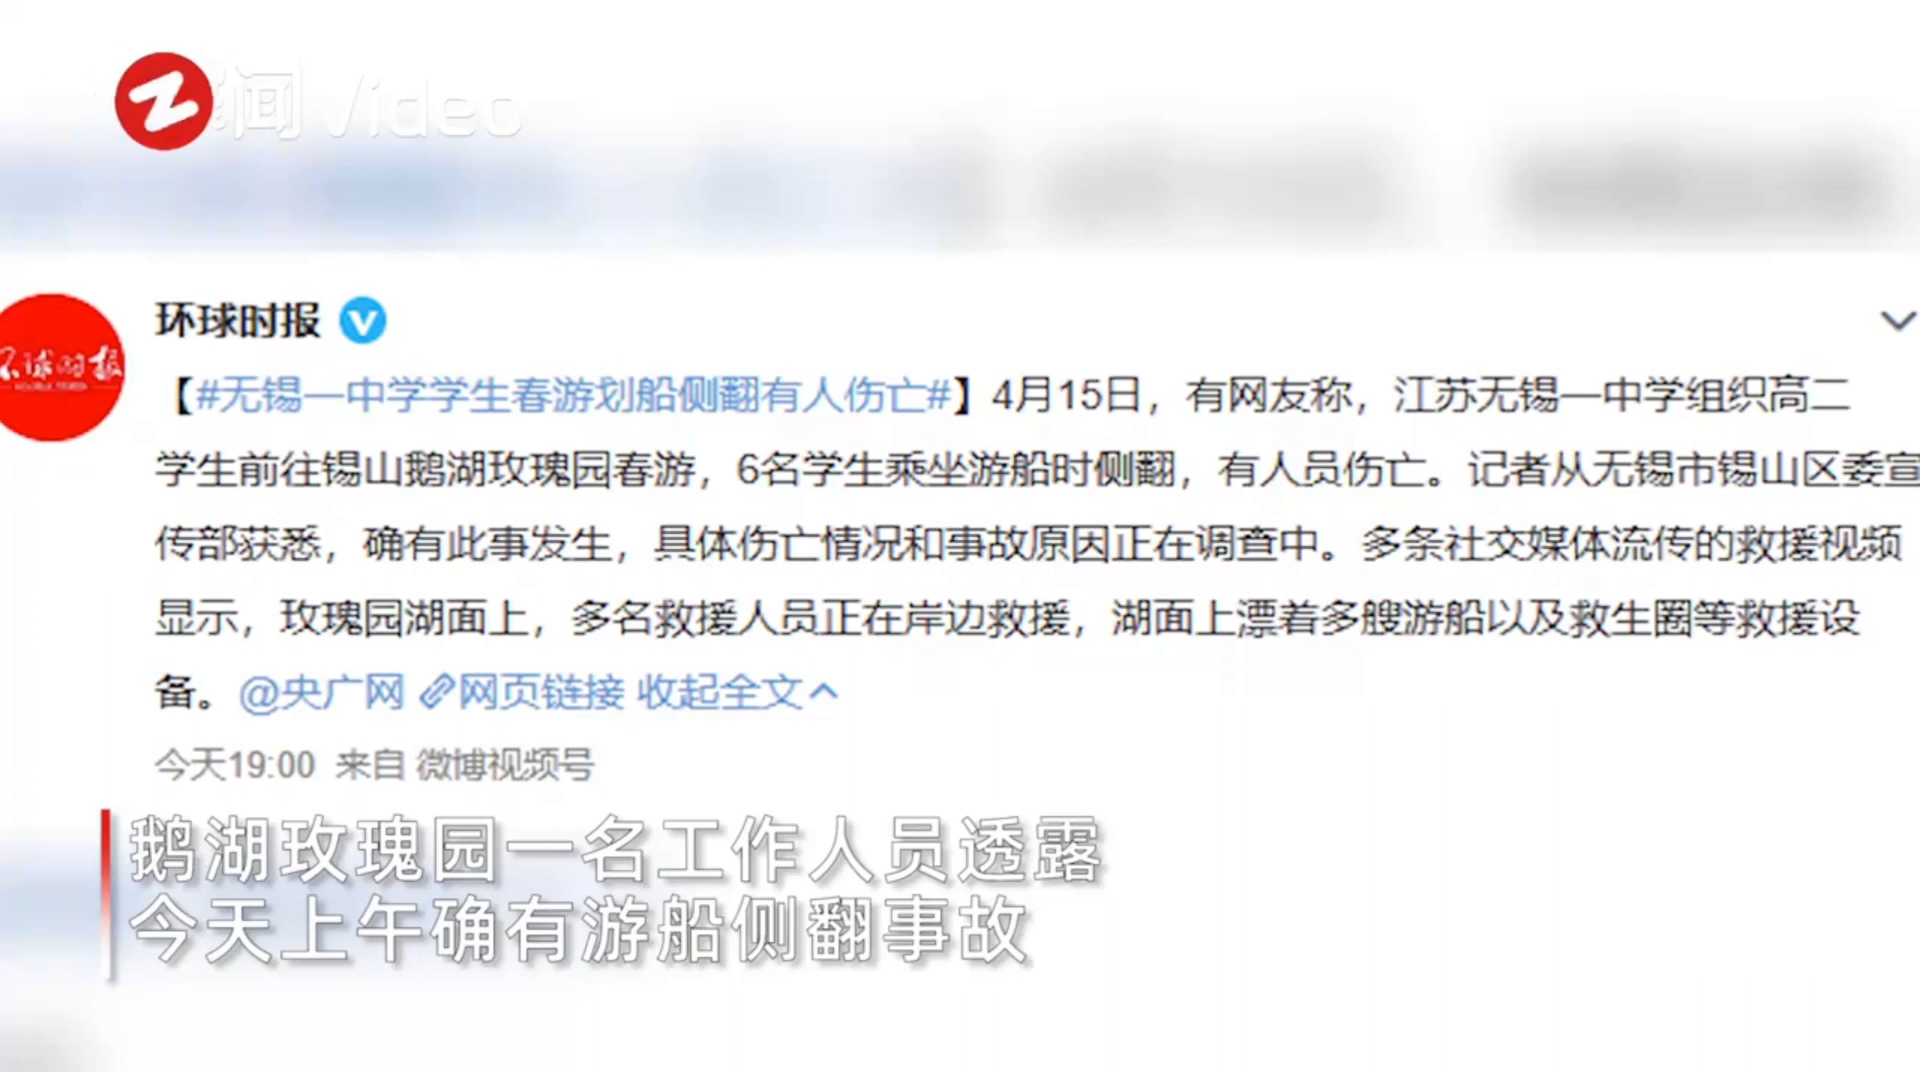 闻 Video
环球时报
环球时报
【#无锡一中学学生春游划船侧翻有人伤亡#】4月15日，有网友称，江苏无锡一中学组织高二
学生前往锡山鹅湖玫瑰园春游，6名学生乘坐游船时侧翻，有人员伤亡。记者从无锡市锡山区委宣
传部获悉，确有此事发生，具体伤亡情况和事故原因正在调查中。多条社交媒体流传的救援视频
显示，玫瑰园湖面上，多名救援人员正在岸边救援，湖面上漂着多艘游船以及救生圈等救援设
备。@央广网 网页链接 收起全文
今天19:00 来自 微博视频号
鹅湖玫瑰园一名工作人员透露
今天上午确有游船侧翻事故